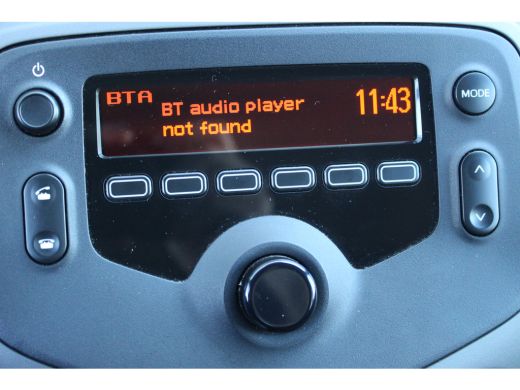 BTA
BT audio player
not found
11:43
MODE